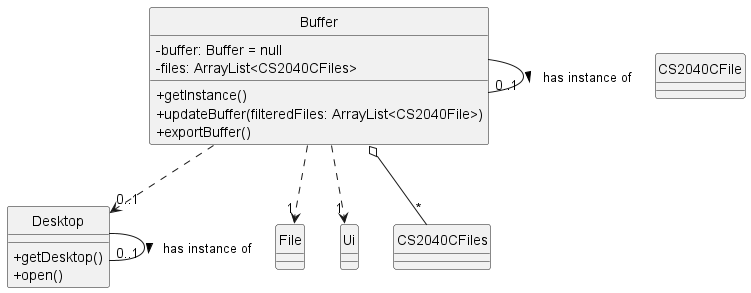 Buffer
-buffer: Buffer = null
-files: ArrayList<CS2040CFiles>
+getInstance()
+updateBuffer(filteredFiles: ArrayList<CS2040File>)
+exportBuffer()
0..1
has instance of
CS2040CFile
0..1
1
1
*
Desktop
+getDesktop()
+open()
0..1
has instance of
File
Ui
CS2040CFiles